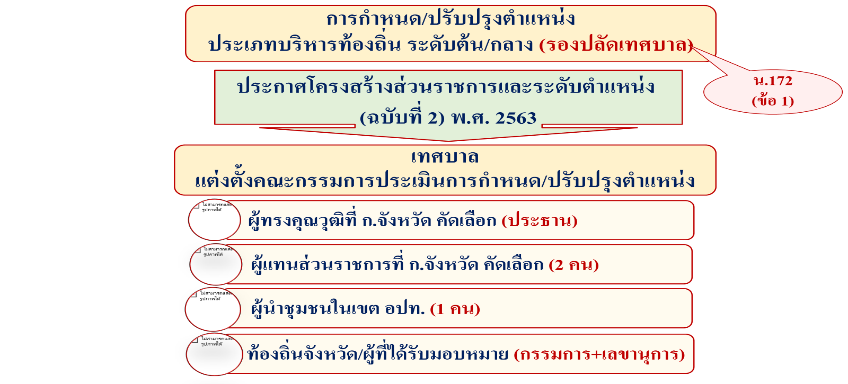 การกำหนด/ปรับปรุงตำแหน่ง
ประเภทบริหารท้องถิ่น ระดับต้น/กลาง (รองปลัดเทศบาล)
น.172
(ข้อ 1)
ประกาศโครงสร้างส่วนราชการและระดับตำแหน่ง
(ฉบับที่ 2) พ.ศ. 2563
เทศบาล
แต่งตั้งคณะกรรมการประเมินการกำหนด/ปรับปรุงตำแหน่ง
ผู้ทรงคุณวุฒิที่ ก.จังหวัด คัดเลือก (ประธาน)
ผู้แทนส่วนราชการที่ ก.จังหวัด คัดเลือก (2 คน)
ผู้นำชุมชนในเขต อปท. (1 คน)
ท้องถิ่นจังหวัด/ผู้ที่ได้รับมอบหมาย (กรรมการ+เลขานุการ)